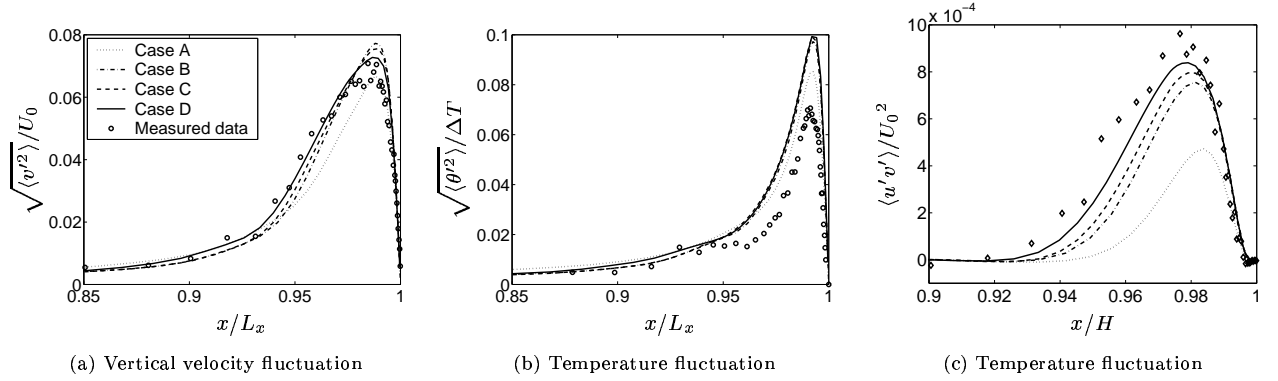 0.08
0.06
0.04
0.02
0
0.85
0.9
0.95
1
√⟨v′²⟩/U₀
x/Lₓ
Case A
Case B
Case C
Case D
Measured data
(a) Vertical velocity fluctuation
0.1
0.08
0.06
0.04
0.02
0
0.85
0.9
0.95
1
√⟨θ′²⟩/ΔT
x/Lₓ
(b) Temperature fluctuation
x 10⁻⁴
10
8
6
4
2
0
0.9
0.92
0.94
0.96
0.98
1
⟨u′v′⟩/U₀²
x/H
(c) Temperature fluctuation